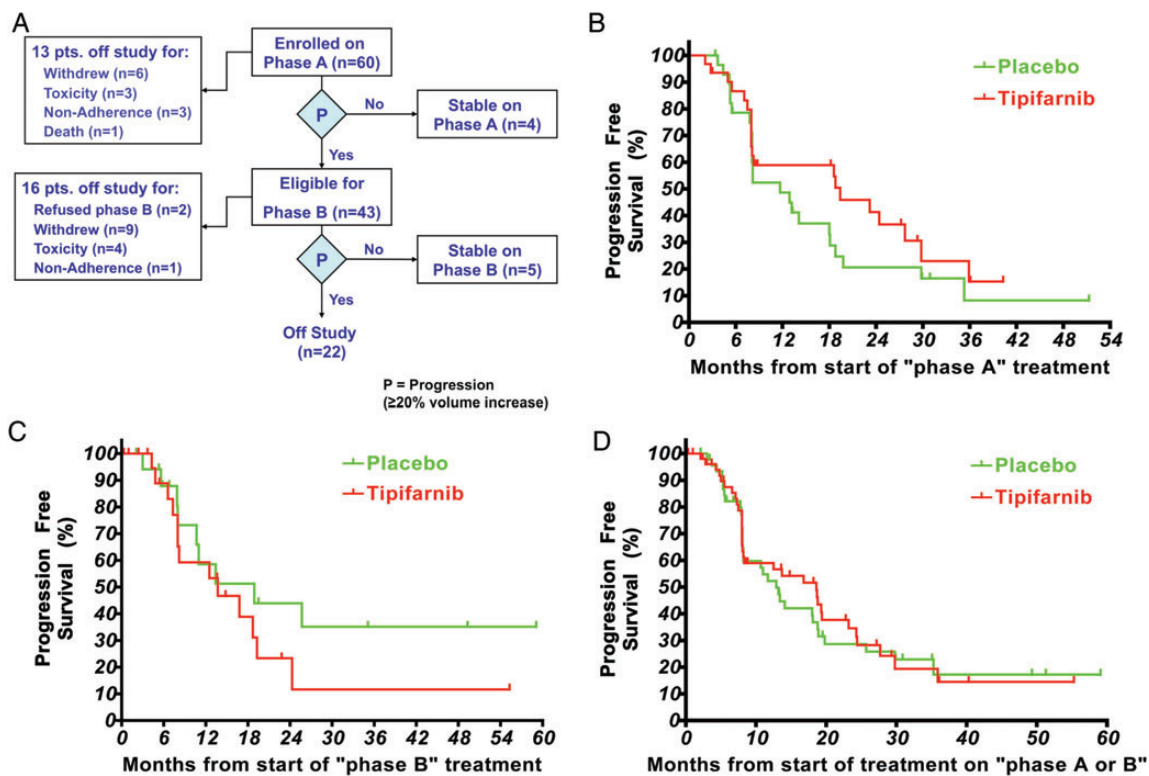 A
13 pts. off study for:
Withdrew (n=6)
Toxicity (n=3)
Non-Adherence (n=3)
Death (n=1)
Enrolled on
Phase A (n=60)
P
No
Stable on
Phase A (n=4)
Yes
16 pts. off study for:
Refused phase B (n=2)
Withdrew (n=9)
Toxicity (n=4)
Non-Adherence (n=1)
Eligible for
Phase B (n=43)
P
No
Stable on
Phase B (n=5)
Yes
Off Study
(n=22)
P = Progression
(≥20% volume increase)
B
Progression Free
Survival (%)
100
90
80
70
60
50
40
30
20
10
0
Placebo
Tipifarnib
0 6 12 18 24 30 36 42 48 54
Months from start of "phase A" treatment
C
Progression Free
Survival (%)
100
90
80
70
60
50
40
30
20
10
0
Placebo
Tipifarnib
0 6 12 18 24 30 36 42 48 54 60
Months from start of "phase B" treatment
D
Progression Free
Survival (%)
100
90
80
70
60
50
40
30
20
10
0
Placebo
Tipifarnib
0 10 20 30 40 50 60
Months from start of treatment on "phase A or B"